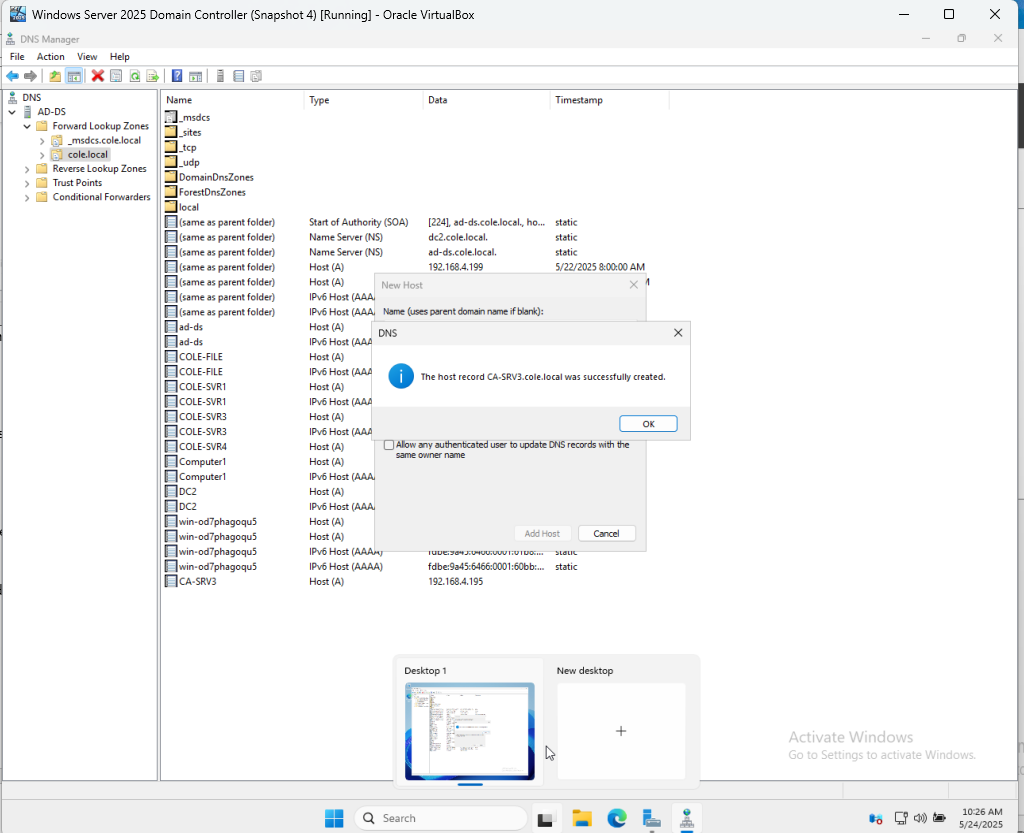 Windows Server 2025 Domain Controller (Snapshot 4) [Running] - Oracle VirtualBox
DNS Manager
File Action View Help
DNS
AD-DS
Forward Lookup Zones
_msdcs.cole.local
cole.local
Reverse Lookup Zones
Trust Points
Conditional Forwarders
Name Type Data Timestamp
_msdcs
_sites
_tcp
_udp
DomainDnsZones
ForestDnsZones
local
(same as parent folder) Start of Authority (SOA) [224], ad-ds.cole.local., ho... static
(same as parent folder) Name Server (NS) dc2.cole.local. static
(same as parent folder) Name Server (NS) ad-ds.cole.local. static
(same as parent folder) Host (A) 192.168.4.199 5/22/2025 8:00:00 AM
(same as parent folder) Host (A)
(same as parent folder) IPv6 Host (AAAA
(same as parent folder) IPv6 Host (AAAA
ad-ds Host (A)
ad-ds IPv6 Host (AAAA
COLE-FILE Host (A)
COLE-FILE IPv6 Host (AAAA
COLE-SVR1 Host (A)
COLE-SVR1 IPv6 Host (AAAA
COLE-SVR3 Host (A)
COLE-SVR3 IPv6 Host (AAAA
COLE-SVR4 Host (A)
Computer1 Host (A)
Computer1 IPv6 Host (AAAA
DC2 Host (A)
DC2 IPv6 Host (AAAA
win-od7phagoqu5 Host (A)
win-od7phagoqu5 Host (A)
win-od7phagoqu5 IPv6 Host (AAAA) static
win-od7phagoqu5 IPv6 Host (AAAA) fdbe:9a45:6466:0001:60bb:... static
CA-SRV3 Host (A) 192.168.4.195
New Host
Name (uses parent domain name if blank):
DNS
The host record CA-SRV3.cole.local was successfully created.
OK
Allow any authenticated user to update DNS records with the
same owner name
Add Host Cancel
Desktop 1 New desktop
Activate Windows
Go to Settings to activate Windows.
Search
10:26 AM
5/24/2025